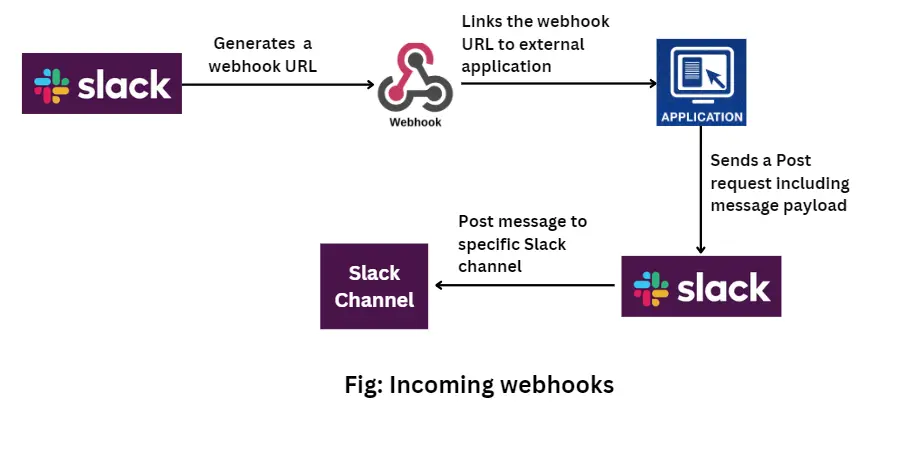 slack
Generates a
webhook URL
Webhook
Links the webhook
URL to external
application
APPLICATION
Sends a Post
request including
message payload
slack
Post message to
specific Slack
channel
Slack
Channel
Fig: Incoming webhooks